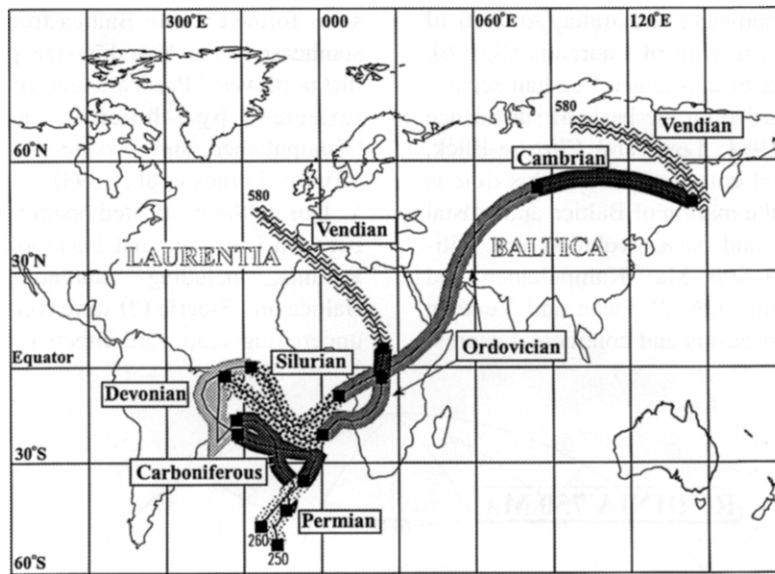 300°E 000 060°E 120°E
580
Vendian
60°N
Cambrian
580
Vendian
LAURENTIA BALTICA
30°N
Equator
Silurian
Ordovician
Devonian
30°S
Carboniferous
Permian
260
250
60°S